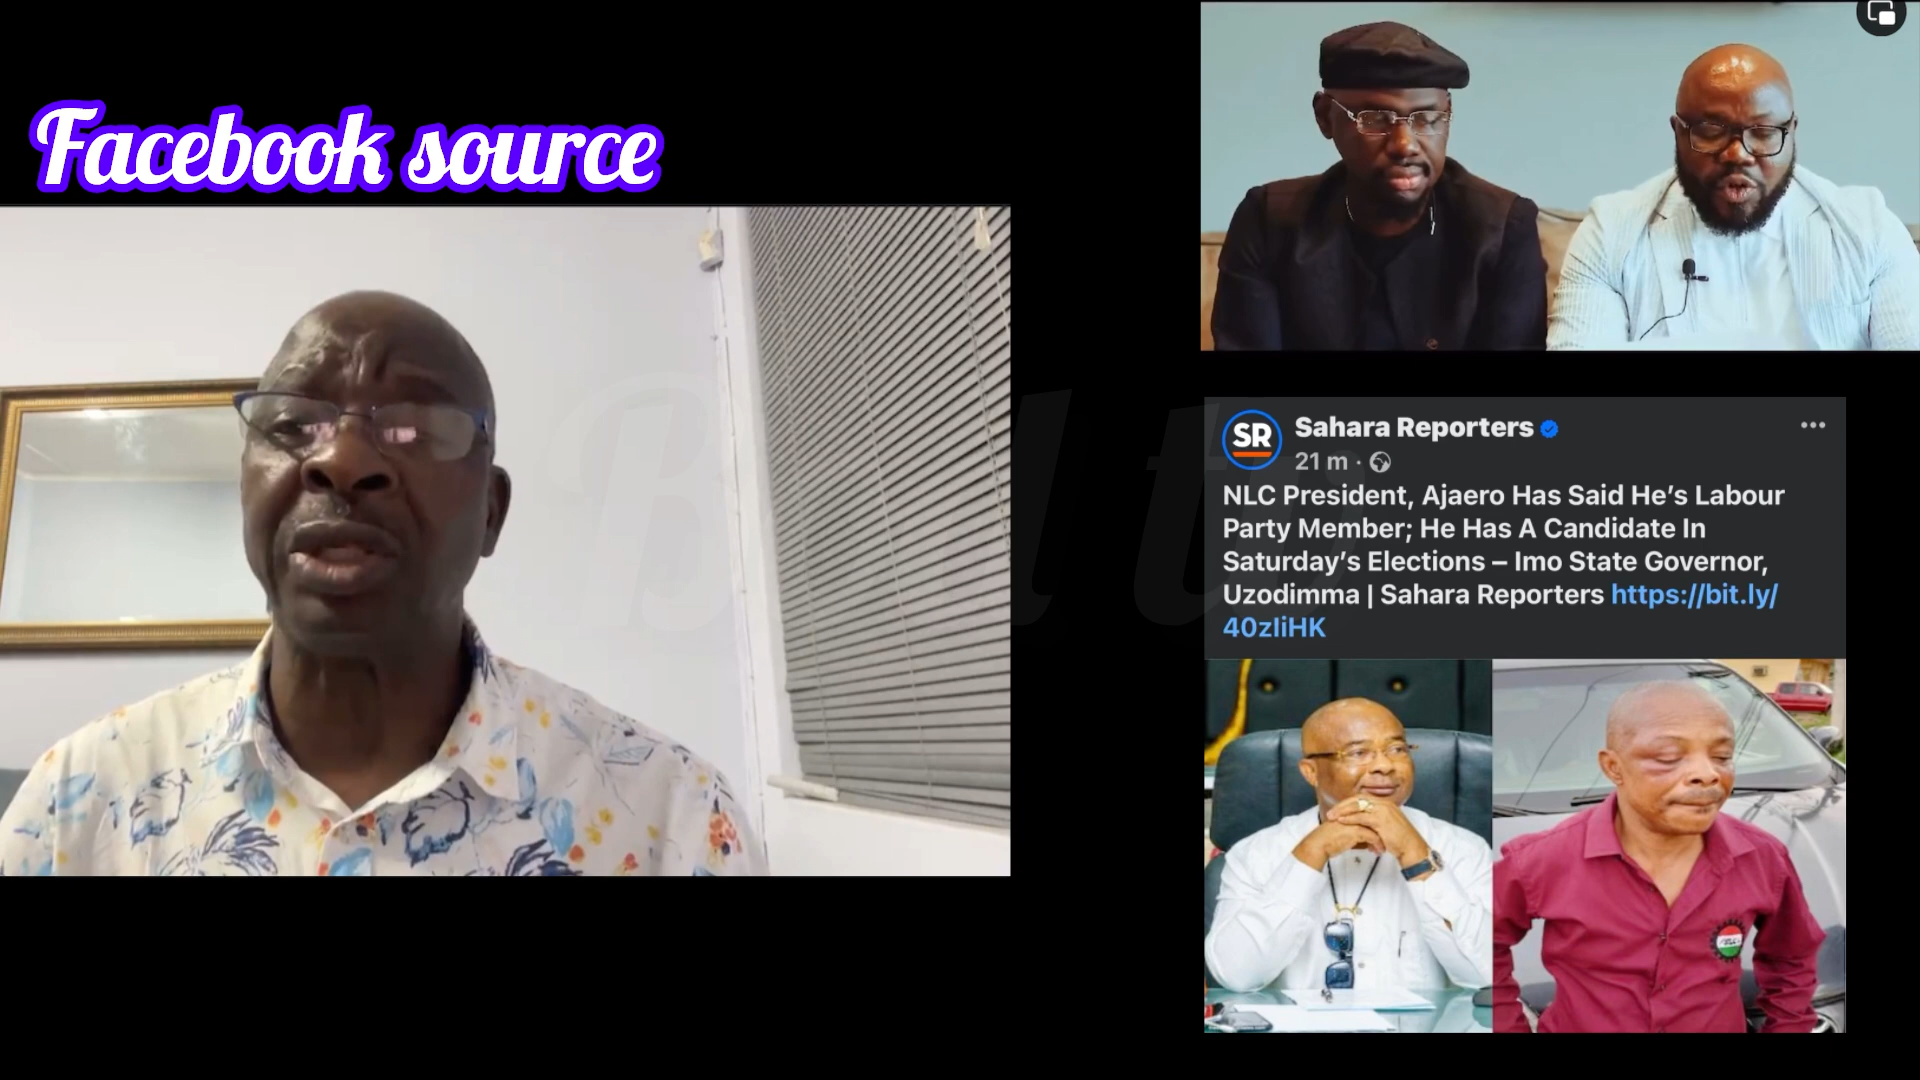 Facebook source
SR
Sahara Reporters
21 m ·
NLC President, Ajaero Has Said He’s Labour
Party Member; He Has A Candidate In
Saturday’s Elections – Imo State Governor,
Uzodimma | Sahara Reporters https://bit.ly/
40zIiHK